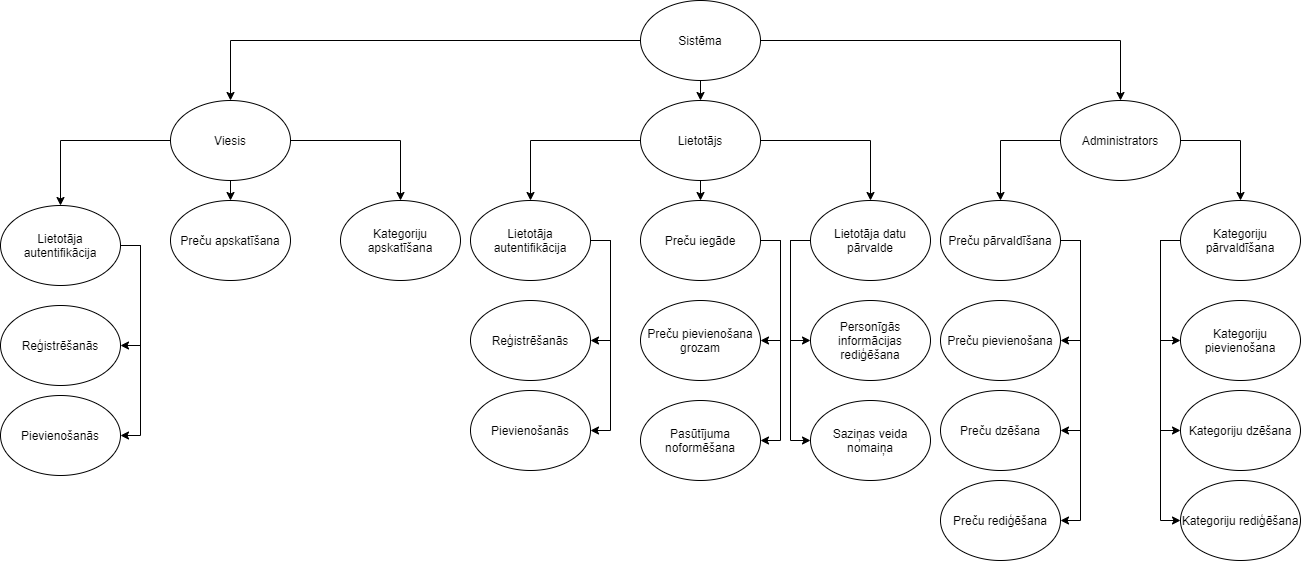 Sistēma
Viesis
Lietotājs
Administrators
Lietotāja
autentifikācija
Preču apskatīšana
Kategoriju
apskatīšana
Lietotāja
autentifikācija
Preču iegāde
Lietotāja datu
pārvalde
Preču pārvaldīšana
Kategoriju
pārvaldīšana
Reģistrēšanās
Reģistrēšanās
Preču pievienošana
grozam
Personīgās
informācijas
rediģēšana
Preču pievienošana
Kategoriju
pievienošana
Pievienošanās
Pievienošanās
Pasūtījuma
noformēšana
Saziņas veida
nomaiņa
Preču dzēšana
Kategoriju dzēšana
Preču rediģēšana
Kategoriju rediģēšana